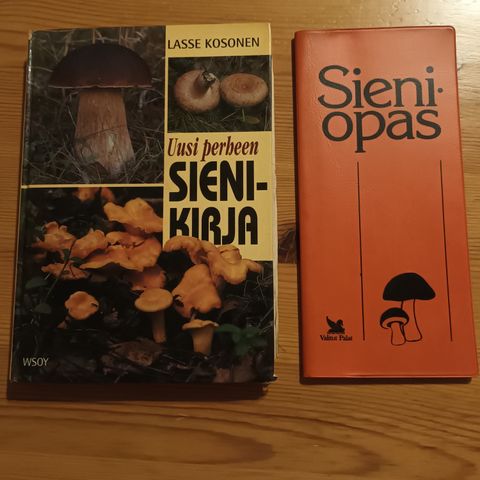 LASSE KOSONEN
Uusi perheen
SIENI-
KIRJA
WSOY
Sieni-
opas
Valitut Palat